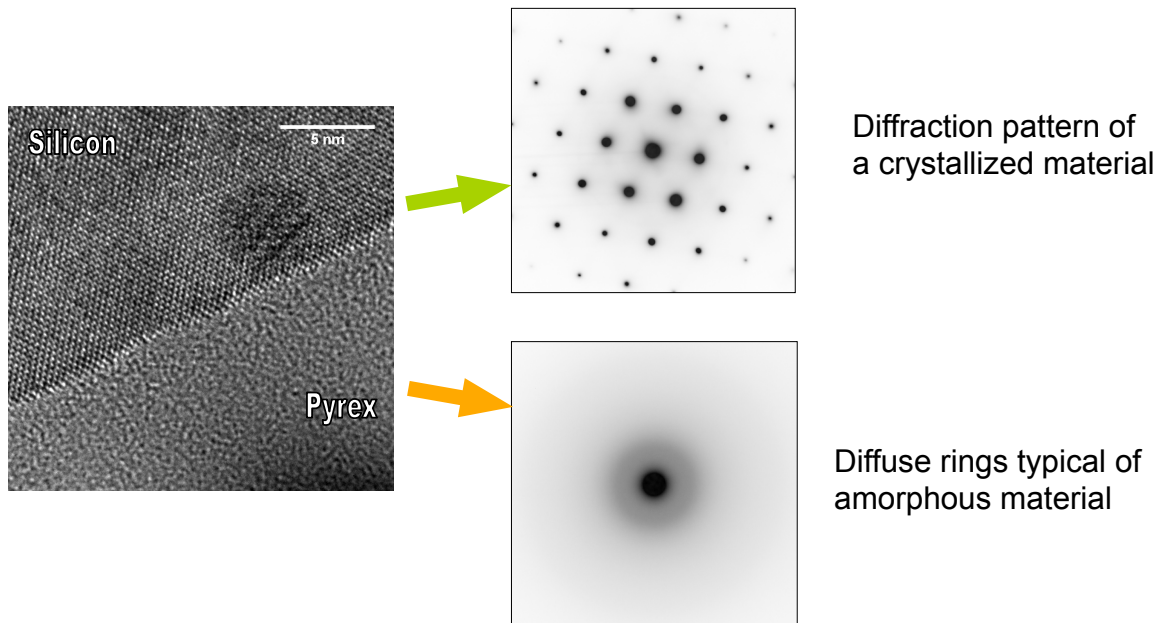 Silicon
5 nm
Pyrex
Diffraction pattern of
a crystallized material
Diffuse rings typical of
amorphous material